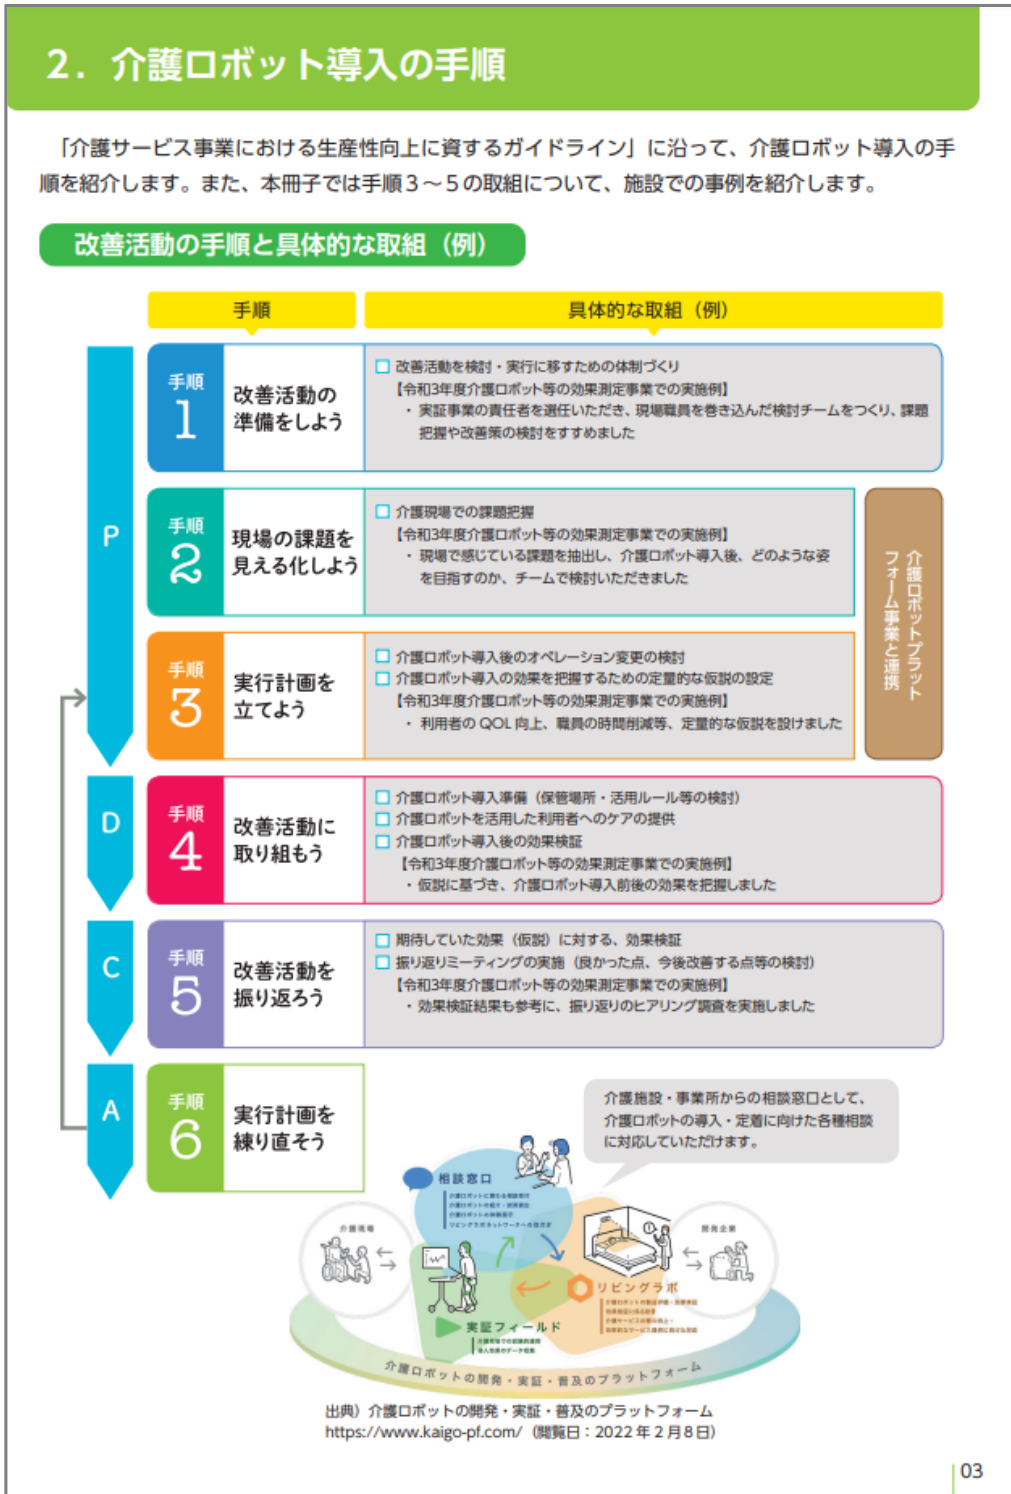 2．介護ロボット導入の手順
「介護サービス事業における生産性向上に資するガイドライン」に沿って、介護ロボット導入の手
順を紹介します。また、本冊子では手順３～５の取組について、施設での事例を紹介します。
改善活動の手順と具体的な取組（例）
手順
具体的な取組（例）
P
手順
1
改善活動の
準備をしよう
改善活動を検討・実行に移すための体制づくり
【令和3年度介護ロボット等の効果測定事業での実施例】
・ 実証事業の責任者を選任いただき、現場職員を巻き込んだ検討チームをつくり、課題
把握や改善策の検討をすすめました
手順
2
現場の課題を
見える化しよう
介護現場での課題把握
【令和3年度介護ロボット等の効果測定事業での実施例】
・ 現場で感じている課題を抽出し、介護ロボット導入後、どのような姿
を目指すのか、チームで検討いただきました
手順
3
実行計画を
立てよう
介護ロボット導入後のオペレーション変更の検討
介護ロボット導入の効果を把握するための定量的な仮説の設定
【令和3年度介護ロボット等の効果測定事業での実施例】
・ 利用者の QOL 向上、職員の時間削減等、定量的な仮説を設けました
介護ロボットプラット
フォーム事業と連携
D
手順
4
改善活動に
取り組もう
介護ロボット導入準備（保管場所・活用ルール等の検討）
介護ロボットを活用した利用者へのケアの提供
介護ロボット導入後の効果検証
【令和3年度介護ロボット等の効果測定事業での実施例】
・仮説に基づき、介護ロボット導入前後の効果を把握しました
C
手順
5
改善活動を
振り返ろう
期待していた効果（仮説）に対する、効果検証
振り返りミーティングの実施（良かった点、今後改善する点等の検討）
【令和3年度介護ロボット等の効果測定事業での実施例】
・ 効果検証結果も参考に、振り返りのヒアリング調査を実施しました
A
手順
6
実行計画を
練り直そう
介護施設・事業所からの相談窓口として、
介護ロボットの導入・定着に向けた各種相談
に対応していただけます。
相談窓口
介護現場
開発企業
リビングラボ
実証フィールド
介護ロボットの開発・実証・普及のプラットフォーム
出典）介護ロボットの開発・実証・普及のプラットフォーム
https://www.kaigo-pf.com/（閲覧日：2022年2月8日）
03